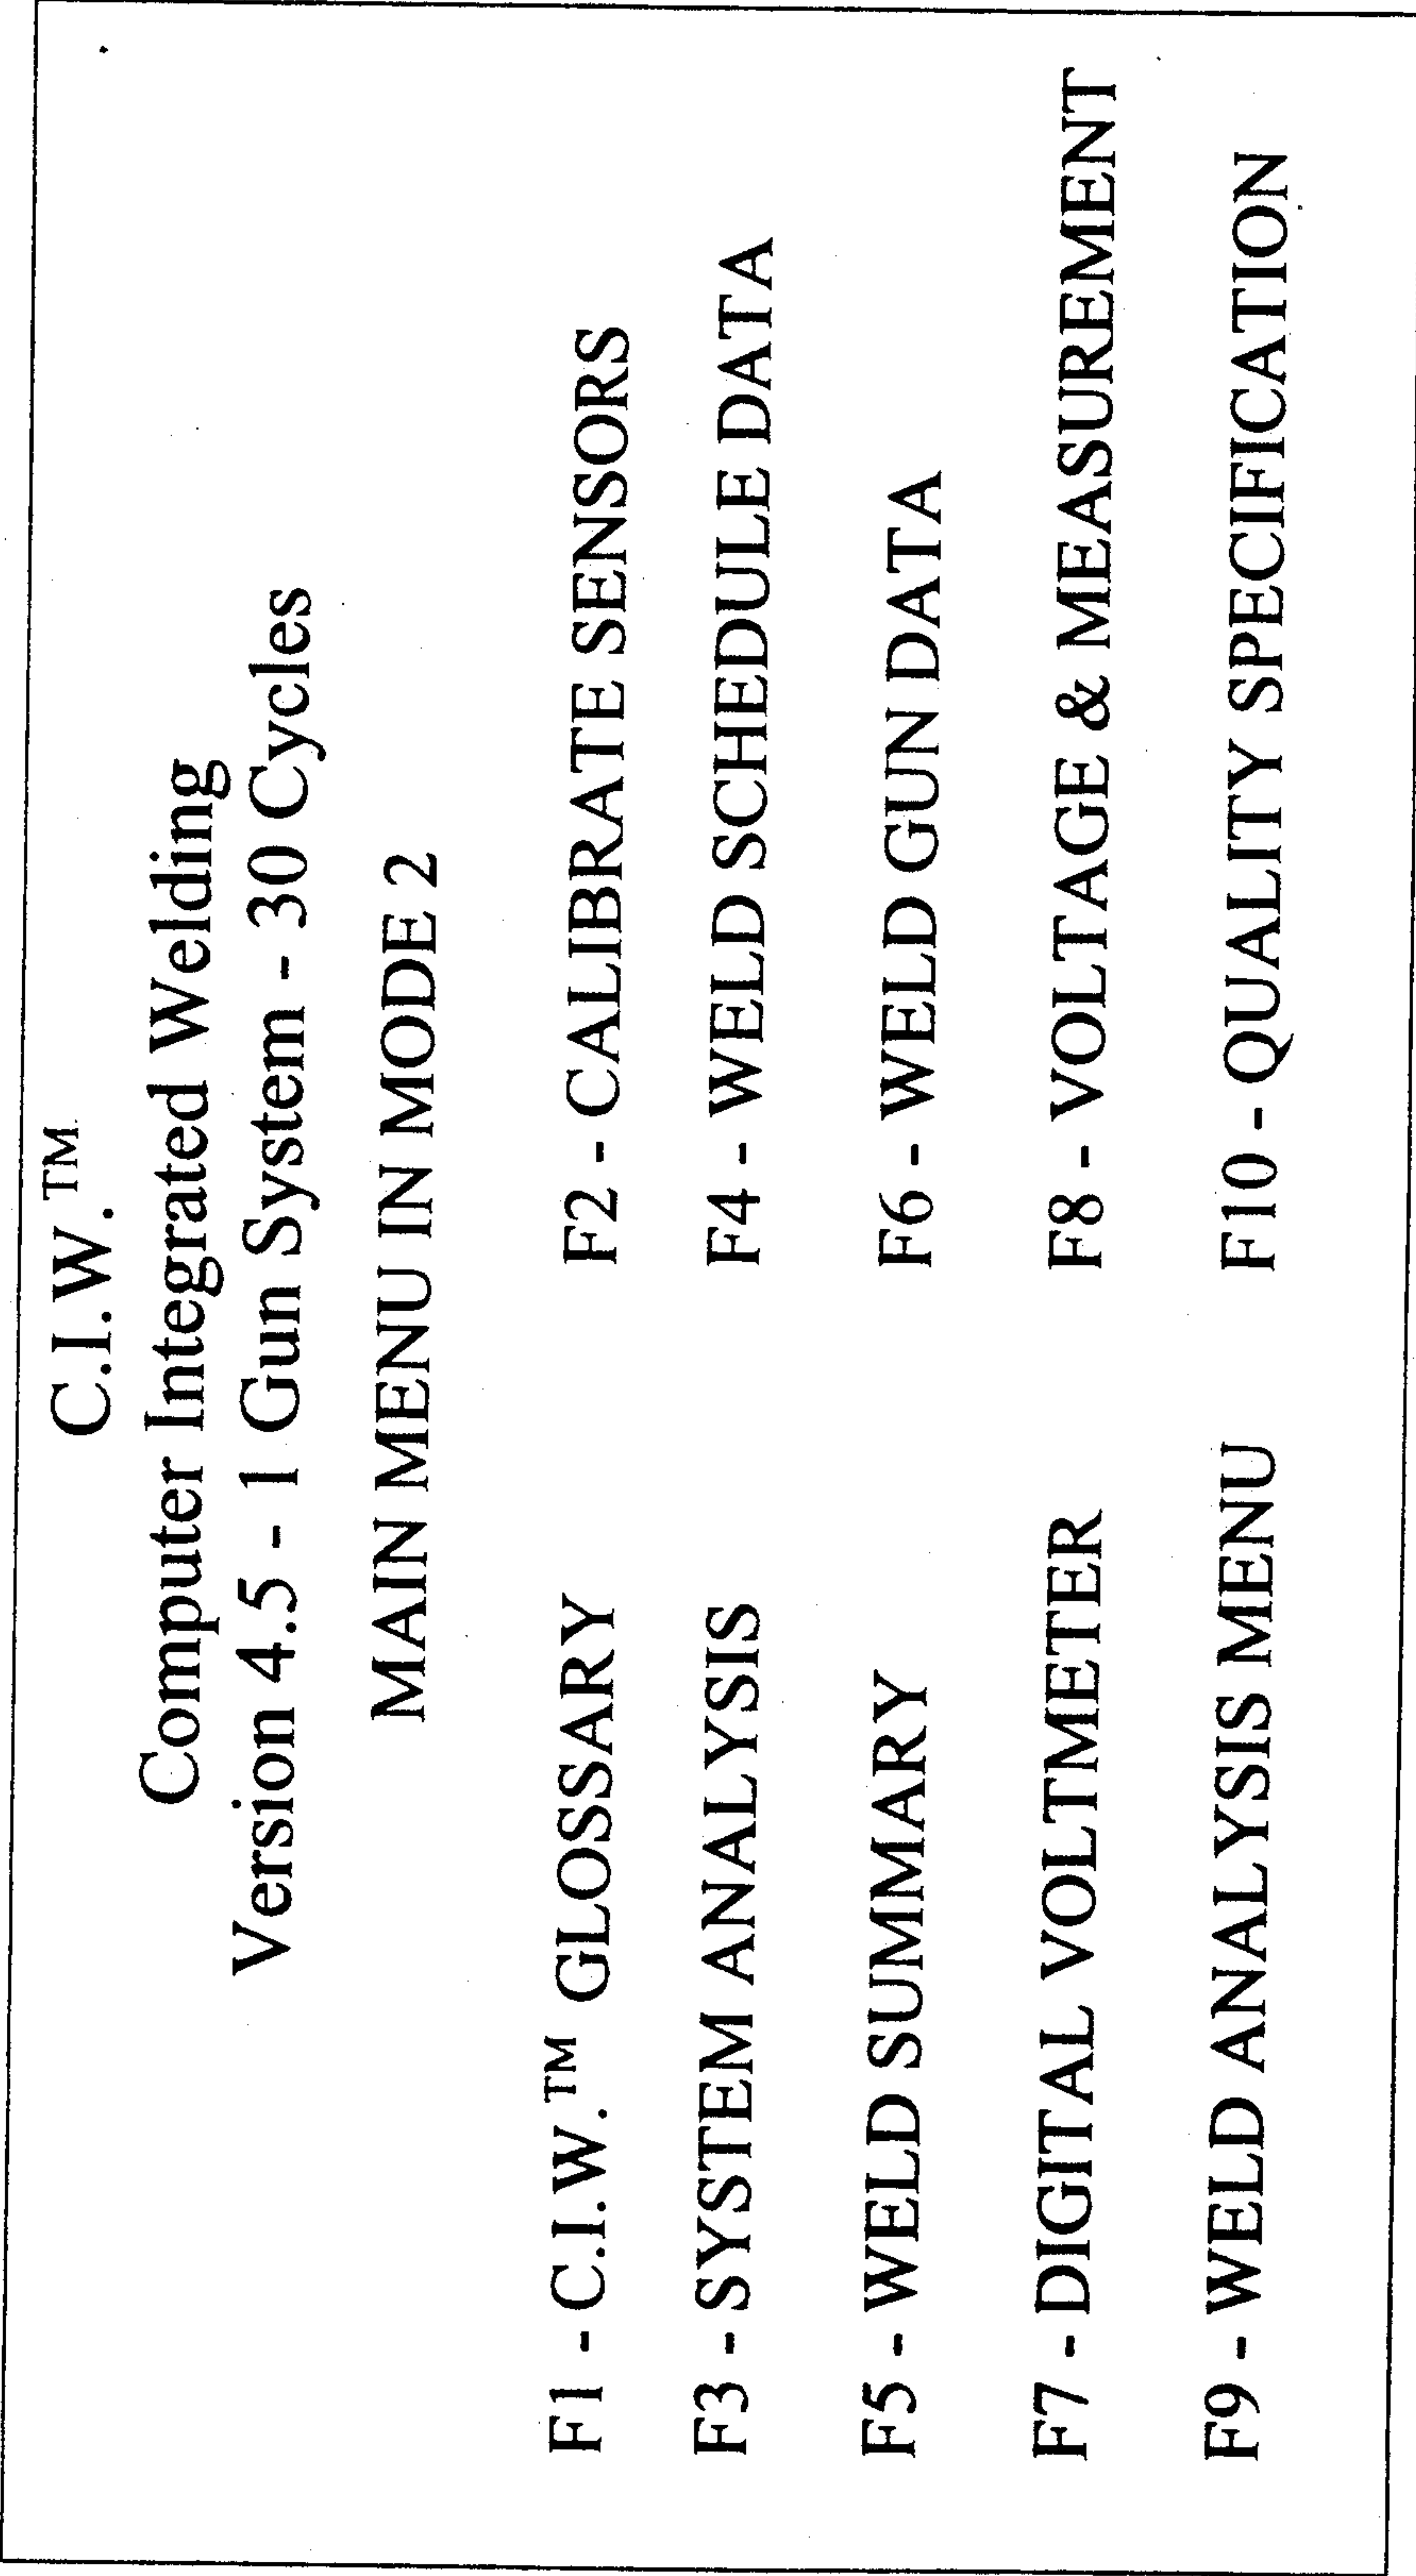 C.I.W.™
Computer Integrated Welding
Version 4.5 - 1 Gun System - 30 Cycles
MAIN MENU IN MODE 2
F1 - C.I.W.™ GLOSSARY F2 - CALIBRATE SENSORS
F3 - SYSTEM ANALYSIS F4 - WELD SCHEDULE DATA
F5 - WELD SUMMARY F6 - WELD GUN DATA
F7 - DIGITAL VOLTMETER F8 - VOLTAGE & MEASUREMENT
F9 - WELD ANALYSIS MENU F10 - QUALITY SPECIFICATION